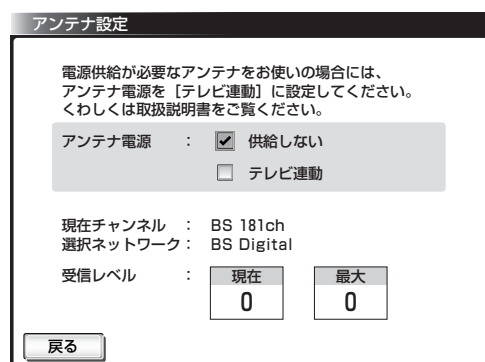 アンテナ設定
電源供給が必要なアンテナをお使いの場合には、
アンテナ電源を［テレビ連動］に設定してください。
くわしくは取扱説明書をご覧ください。
アンテナ電源 ： 供給しない
テレビ連動
現在チャンネル ： BS 181ch
選択ネットワーク： BS Digital
受信レベル ： 現在 最大
0 0
戻る